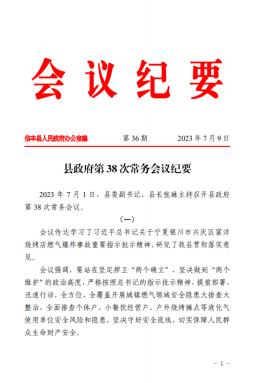 会议纪要
信丰县人民政府办公室编 第36期 2023年7月9日
县政府第38次常务会议纪要
2023年7月1日，县委副书记、县长张琳主持召开县政府
第38次常务会议。
（一）
会议传达学习了习近平总书记关于宁夏银川市兴庆区富洋
烧烤店燃气爆炸事故重要指示批示精神，研究了我县贯彻落实意
见。
会议强调，要站在坚定捍卫“两个确立”、坚决做到“两个
维护”的政治高度，严格按照总书记的指示批示精神，提前部署，
迅速行动，全方位、全覆盖开展城镇燃气领域安全隐患大排查大
整治，全面排查个体户、小餐饮经营户、户外烧烤摊点等液化气
使用单位安全风险和隐患，坚决守好安全底线，切实保障人民群
众生命财产安全。
- 1 -